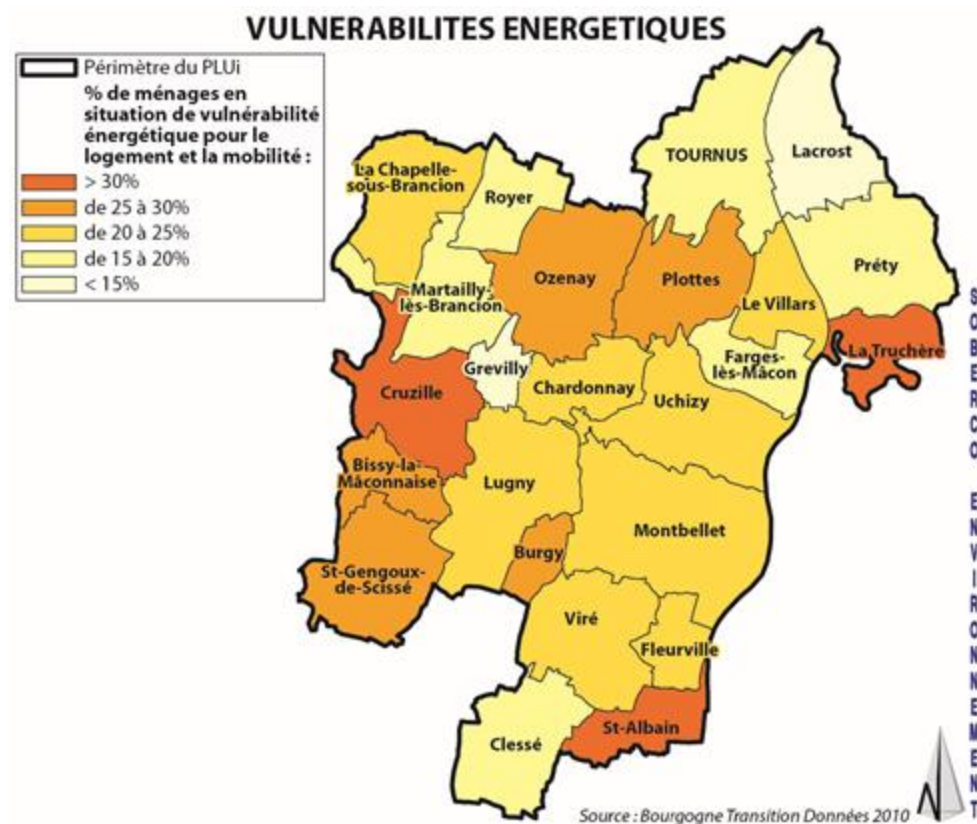 VULNERABILITES ENERGETIQUES
Périmètre du PLUi
% de ménages en
situation de vulnérabilité
énergétique pour le
logement et la mobilité :
> 30%
de 25 à 30%
de 20 à 25%
de 15 à 20%
< 15%
La Chapelle-
sous-Brancion
Royer
TOURNUS
Lacrost
Martailly-
lès-Brancion
Ozenay
Plottes
Le Villars
Préty
La Truchère
Cruzille
Grevilly
Chardonnay
Uchizy
Farges-
lès-Mâcon
Bissy-la-
Mâconnaise
Lugny
Montbellet
Burgy
St-Gengoux-
de-Scissé
Viré
Fleurville
Clessé
St-Albain
SOBERCO ENVIRONNEMENT
N
Source : Bourgogne Transition Données 2010